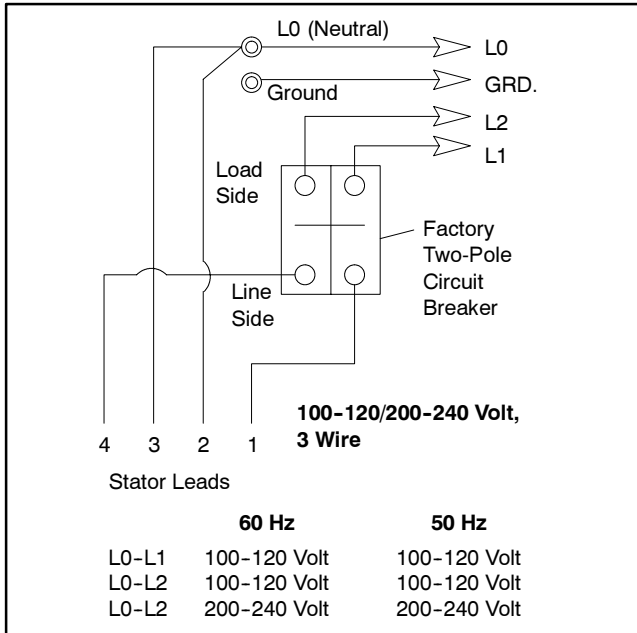 L0 (Neutral)
L0
Ground
GRD.
L2
L1
Load
Side
Factory
Two-Pole
Circuit
Breaker
Line
Side
100-120/200-240 Volt,
3 Wire
4 3 2 1
Stator Leads
60 Hz 50 Hz
L0-L1 100-120 Volt 100-120 Volt
L0-L2 100-120 Volt 100-120 Volt
L0-L2 200-240 Volt 200-240 Volt